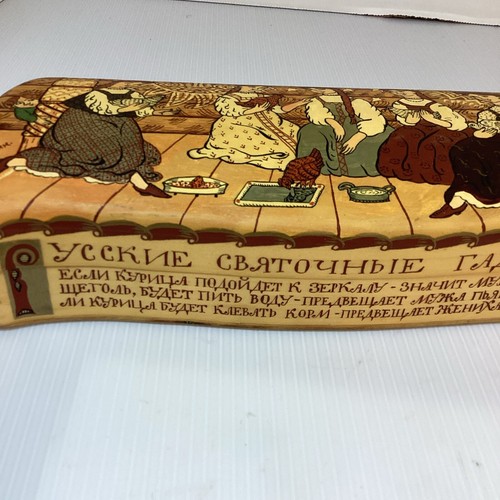 РУССКИЕ СВЯТОЧНЫЕ
ЕСЛИ КУРИЦА ПОДОЙДЕТ К ЗЕРКАЛУ - ЗНАЧИТ
ЩЕГОЛЬ, БУДЕТ ПИТЬ ВОДУ - ПРЕДВЕЩАЕТ МУЖА
ЛИ КУРИЦА БУДЕТ КЛЕВАТЬ КОРМ - ПРЕДВЕЩАЕТ ЖЕНИХА